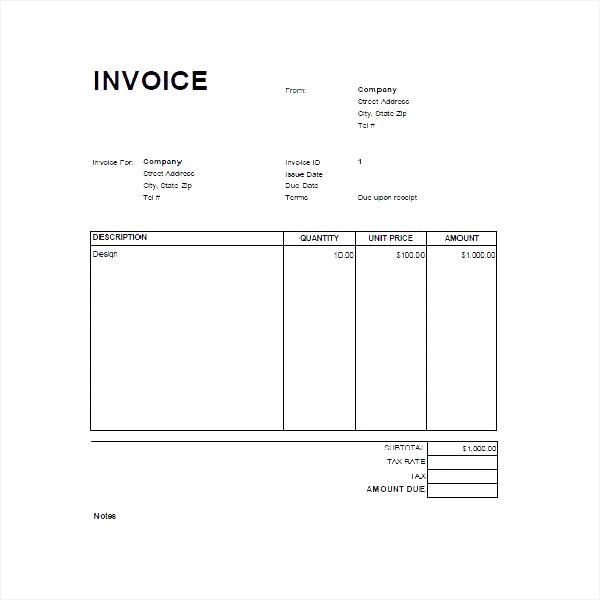 INVOICE
From: Company
Street Address
City, State Zip
Tel #
Invoice For: Company
Street Address
City, State Zip
Tel #
Invoice ID 1
Issue Date
Due Date
Terms Due upon receipt
DESCRIPTION QUANTITY UNIT PRICE AMOUNT
Design 10.00 $100.00 $1,000.00
SUBTOTAL $1,000.00
TAX RATE
TAX
AMOUNT DUE
Notes